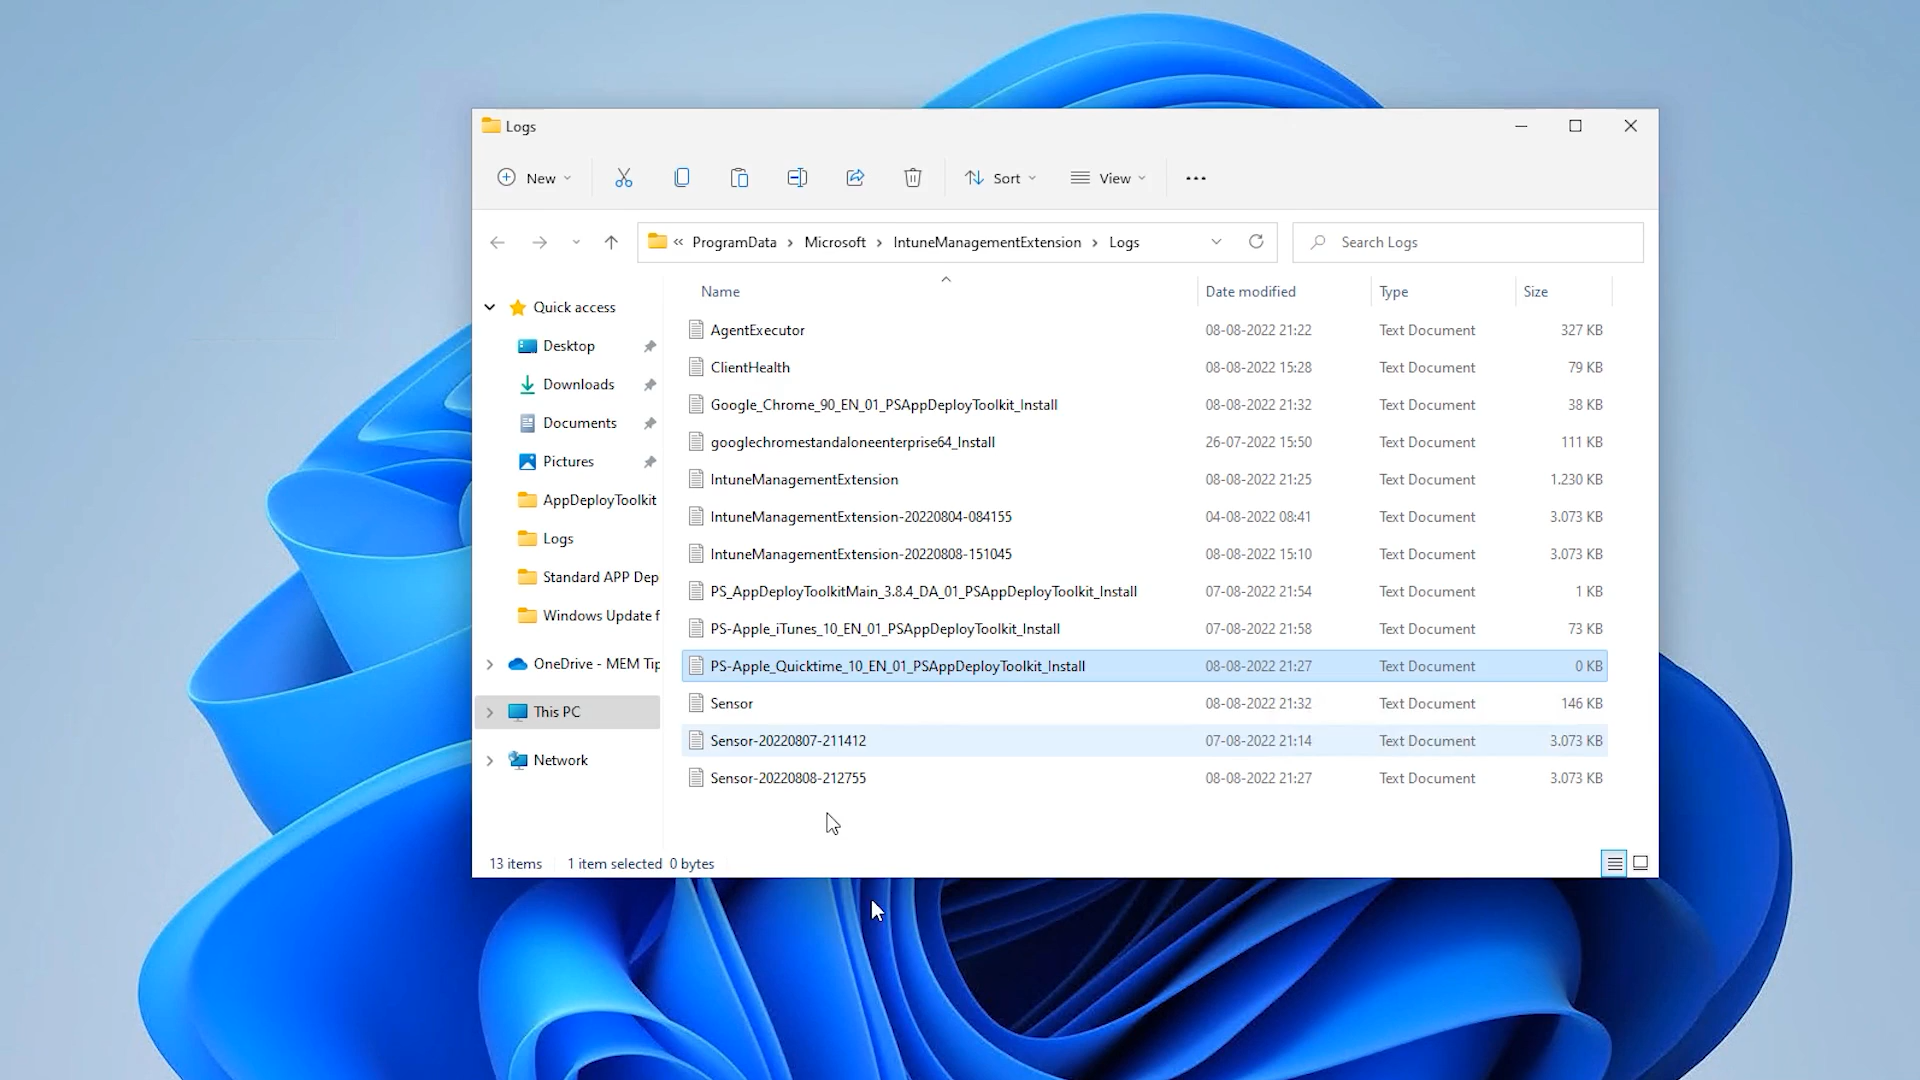 Logs
New
Sort
View
« ProgramData > Microsoft > IntuneManagementExtension > Logs
Search Logs
Name Date modified Type Size
Quick access
Desktop
Downloads
Documents
Pictures
AppDeployToolkit
Logs
Standard APP Dep
Windows Update f
OneDrive - MEM Tip
This PC
Network
AgentExecutor 08-08-2022 21:22 Text Document 327 KB
ClientHealth 08-08-2022 15:28 Text Document 79 KB
Google_Chrome_90_EN_01_PSAppDeployToolkit_Install 08-08-2022 21:32 Text Document 38 KB
googlechromestandaloneenterprise64_Install 26-07-2022 15:50 Text Document 111 KB
IntuneManagementExtension 08-08-2022 21:25 Text Document 1.230 KB
IntuneManagementExtension-20220804-084155 04-08-2022 08:41 Text Document 3.073 KB
IntuneManagementExtension-20220808-151045 08-08-2022 15:10 Text Document 3.073 KB
PS_AppDeployToolkitMain_3.8.4_DA_01_PSAppDeployToolkit_Install 07-08-2022 21:54 Text Document 1 KB
PS-Apple_iTunes_10_EN_01_PSAppDeployToolkit_Install 07-08-2022 21:58 Text Document 73 KB
PS-Apple_Quicktime_10_EN_01_PSAppDeployToolkit_Install 08-08-2022 21:27 Text Document 0 KB
Sensor 08-08-2022 21:32 Text Document 146 KB
Sensor-20220807-211412 07-08-2022 21:14 Text Document 3.073 KB
Sensor-20220808-212755 08-08-2022 21:27 Text Document 3.073 KB
13 items 1 item selected 0 bytes